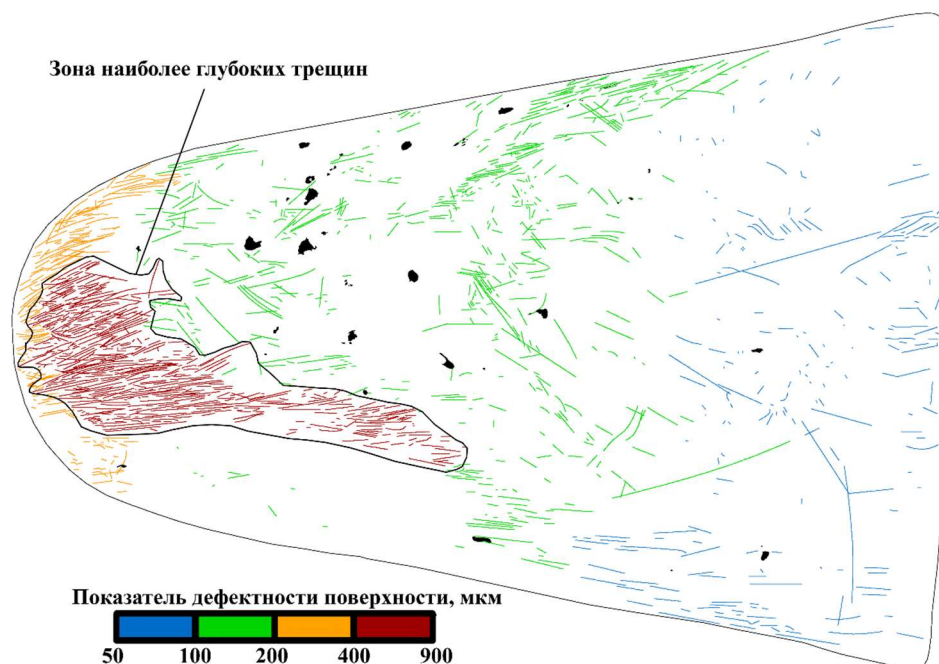 Зона наиболее глубоких трещин
Показатель дефектности поверхности, мкм
50 100 200 400 900